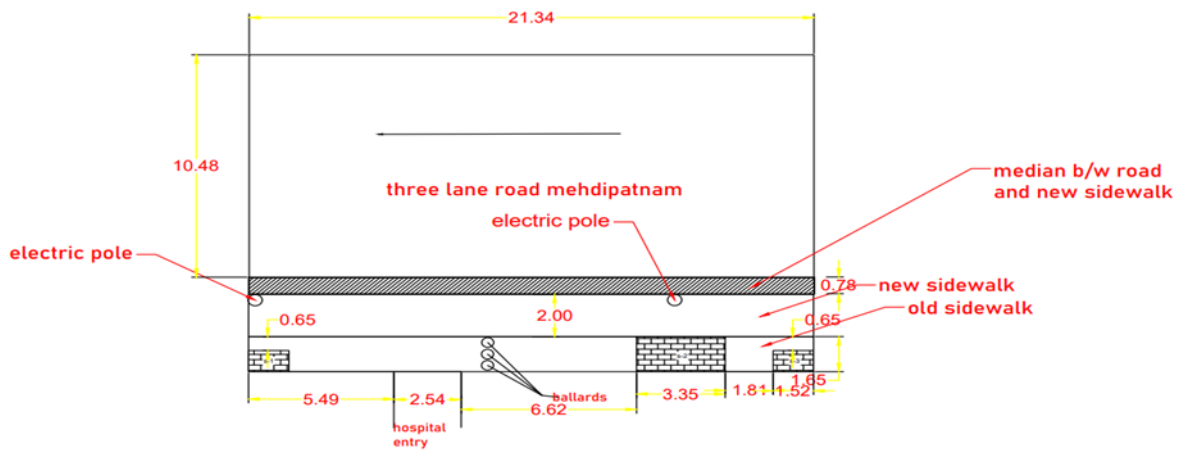 21.34
10.48
three lane road mehdipatnam
electric pole
median b/w road
and new sidewalk
electric pole
0.78
new sidewalk
old sidewalk
0.65
2.00
0.65
1.65
5.49
2.54
ballards
6.62
3.35
1.81
1.52
hospital
entry